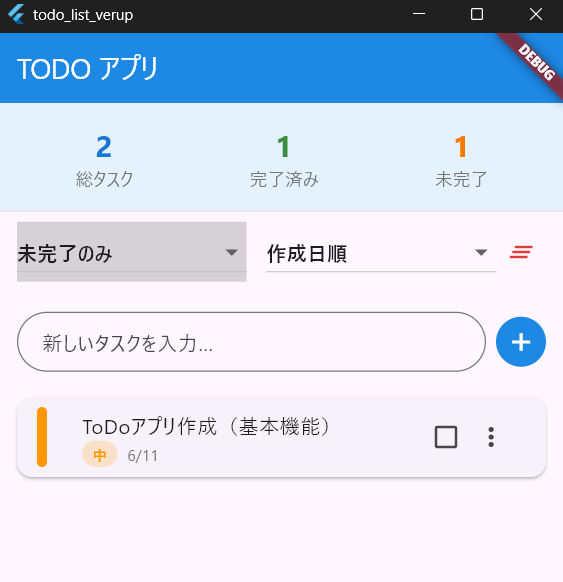 todo_list_verup
TODO アプリ
DEBUG
2
1
1
総タスク
完了済み
未完了
未完了のみ
作成日順
新しいタスクを入力...
ToDoアプリ作成（基本機能）
中 6/11